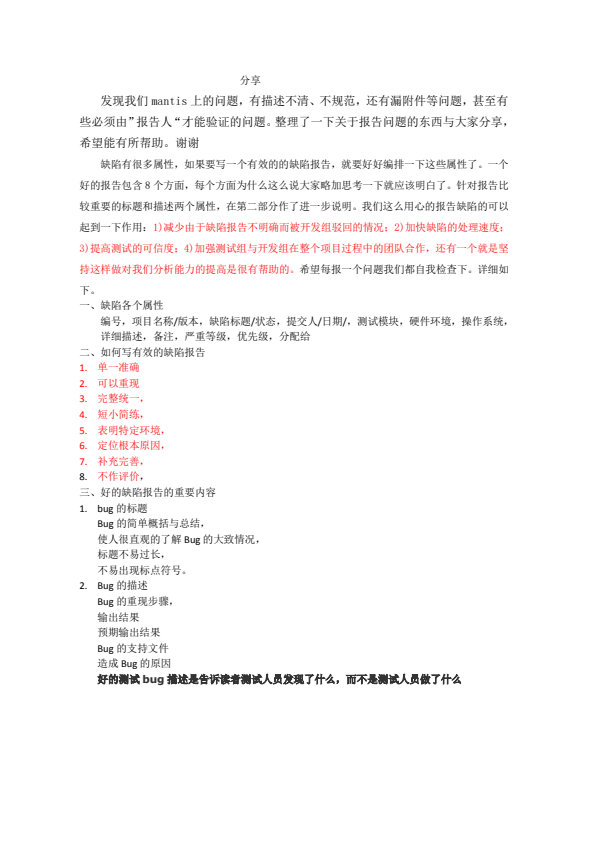 分享
发现我们 mantis 上的问题，有描述不清、不规范，还有漏附件等问题，甚至有
些必须由”报告人“才能验证的问题。整理了一下关于报告问题的东西与大家分享，
希望能有所帮助。谢谢
缺陷有很多属性，如果要写一个有效的的缺陷报告，就要好好编排一下这些属性了。一个
好的报告包含 8 个方面，每个方面为什么这么说大家略加思考一下就应该明白了。针对报告比
较重要的标题和描述两个属性，在第二部分作了进一步说明。我们这么用心的报告缺陷的可以
起到一下作用：1)减少由于缺陷报告不明确而被开发组驳回的情况；2)加快缺陷的处理速度；
3)提高测试的可信度；4)加强测试组与开发组在整个项目过程中的团队合作，还有一个就是坚
持这样做对我们分析能力的提高是很有帮助的。希望每报一个问题我们都自我检查下。详细如
下。
一、缺陷各个属性
编号，项目名称/版本，缺陷标题/状态，提交人/日期/，测试模块，硬件环境，操作系统，
详细描述，备注，严重等级，优先级，分配给
二、如何写有效的缺陷报告
1. 单一准确
2. 可以重现
3. 完整统一，
4. 短小简练，
5. 表明特定环境，
6. 定位根本原因，
7. 补充完善，
8. 不作评价，
三、好的缺陷报告的重要内容
1. bug 的标题
Bug 的简单概括与总结，
使人很直观的了解 Bug 的大致情况，
标题不易过长，
不易出现标点符号。
2. Bug 的描述
Bug 的重现步骤，
输出结果
预期输出结果
Bug 的支持文件
造成 Bug 的原因
好的测试 bug 描述是告诉读者测试人员发现了什么，而不是测试人员做了什么